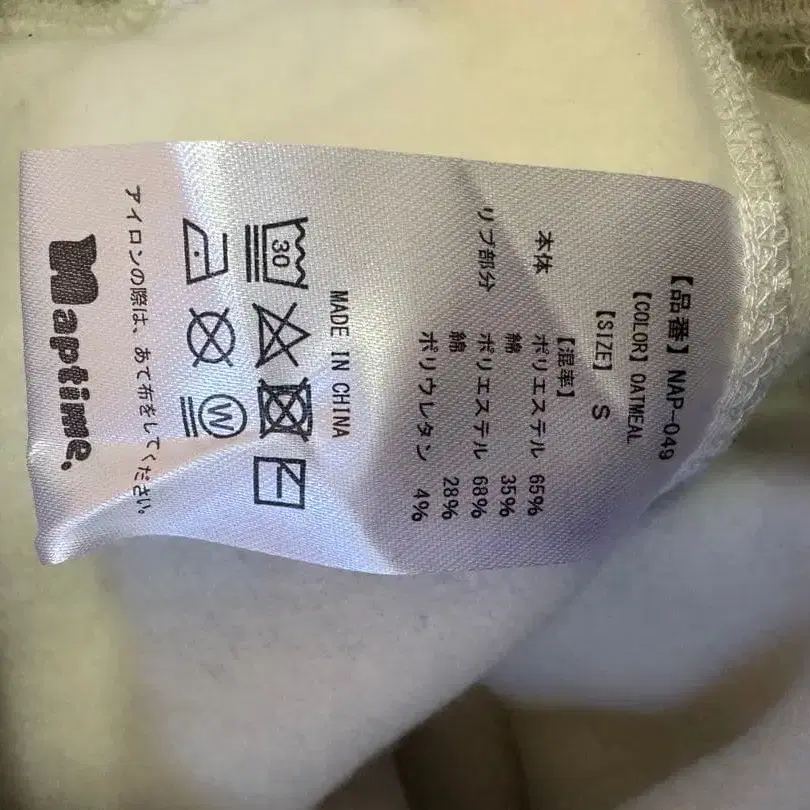 【品番】 NAP-049
【COLOR】 OATMEAL
【SIZE】 S
【混率】
本体 ポリエステル 65%
綿 35%
リブ部分 ポリエステル 68%
綿 28%
ポリウレタン 4%
MADE IN CHINA
30
W
アイロンの際は、あて布をしてください。
Maptime.